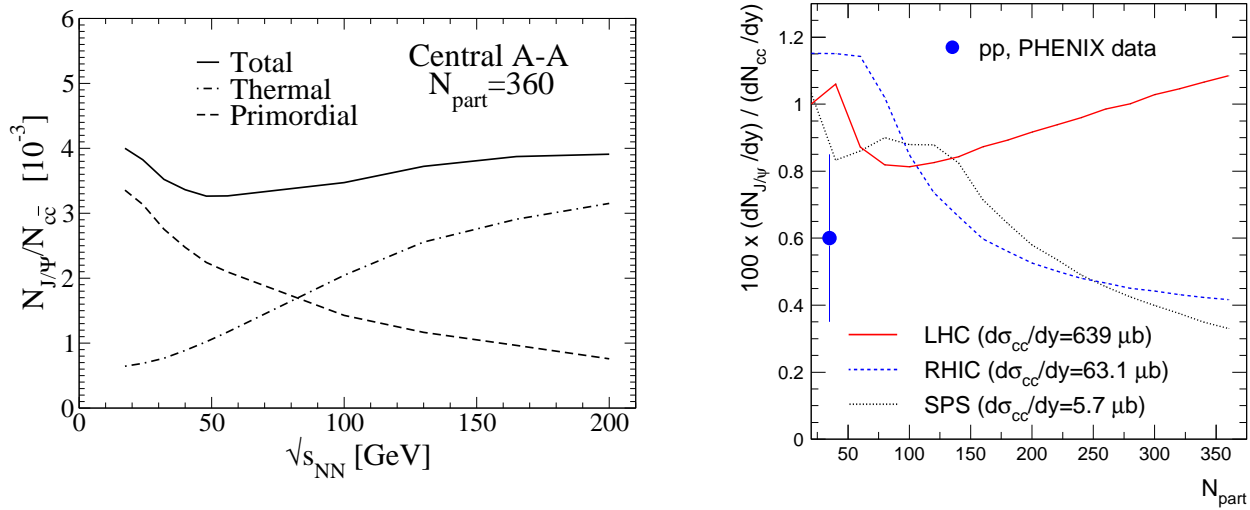 6
5
4
3
2
1
0
N_J/Ψ/N_cc̄ [10^-3]
Total
Thermal
Primordial
Central A-A
N_part=360
0 50 100 150 200
√s_NN [GeV]
1.2
1
0.8
0.6
0.4
0.2
0
100 x (dN_J/ψ/dy) / (dN_cc/dy)
pp, PHENIX data
LHC (dσ_cc/dy=639 μb)
RHIC (dσ_cc/dy=63.1 μb)
SPS (dσ_cc/dy=5.7 μb)
50 100 150 200 250 300 350
N_part